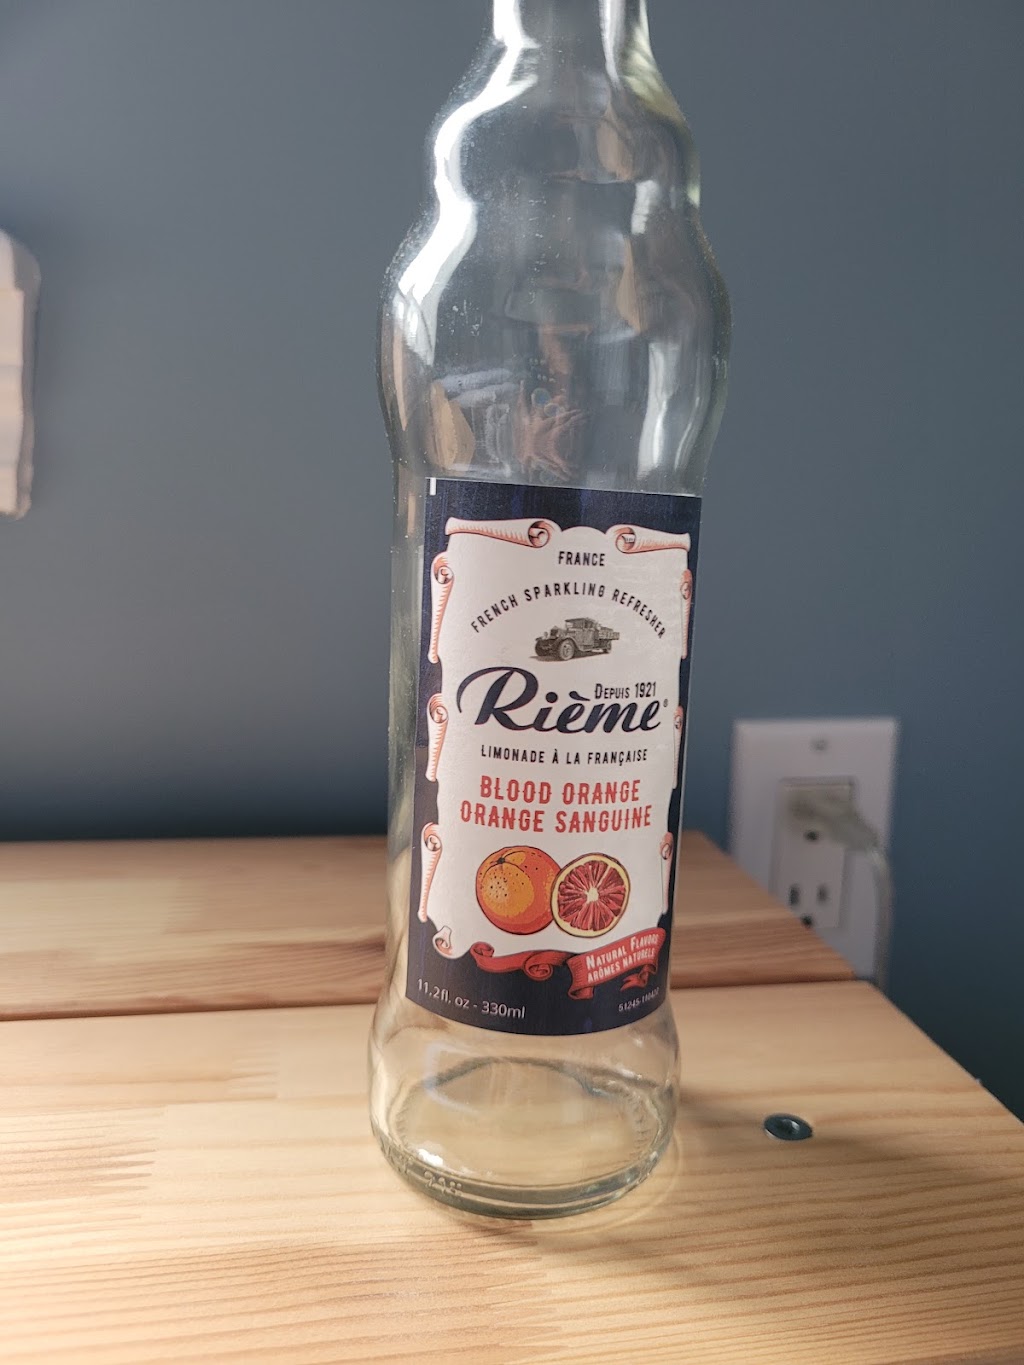 FRANCE
FRENCH SPARKLING REFRESHER
DEPUIS 1921
Rième®
LIMONADE À LA FRANÇAISE
BLOOD ORANGE
ORANGE SANGUINE
NATURAL FLAVORS
ARÔMES NATURELS
11,2fl. oz - 330ml